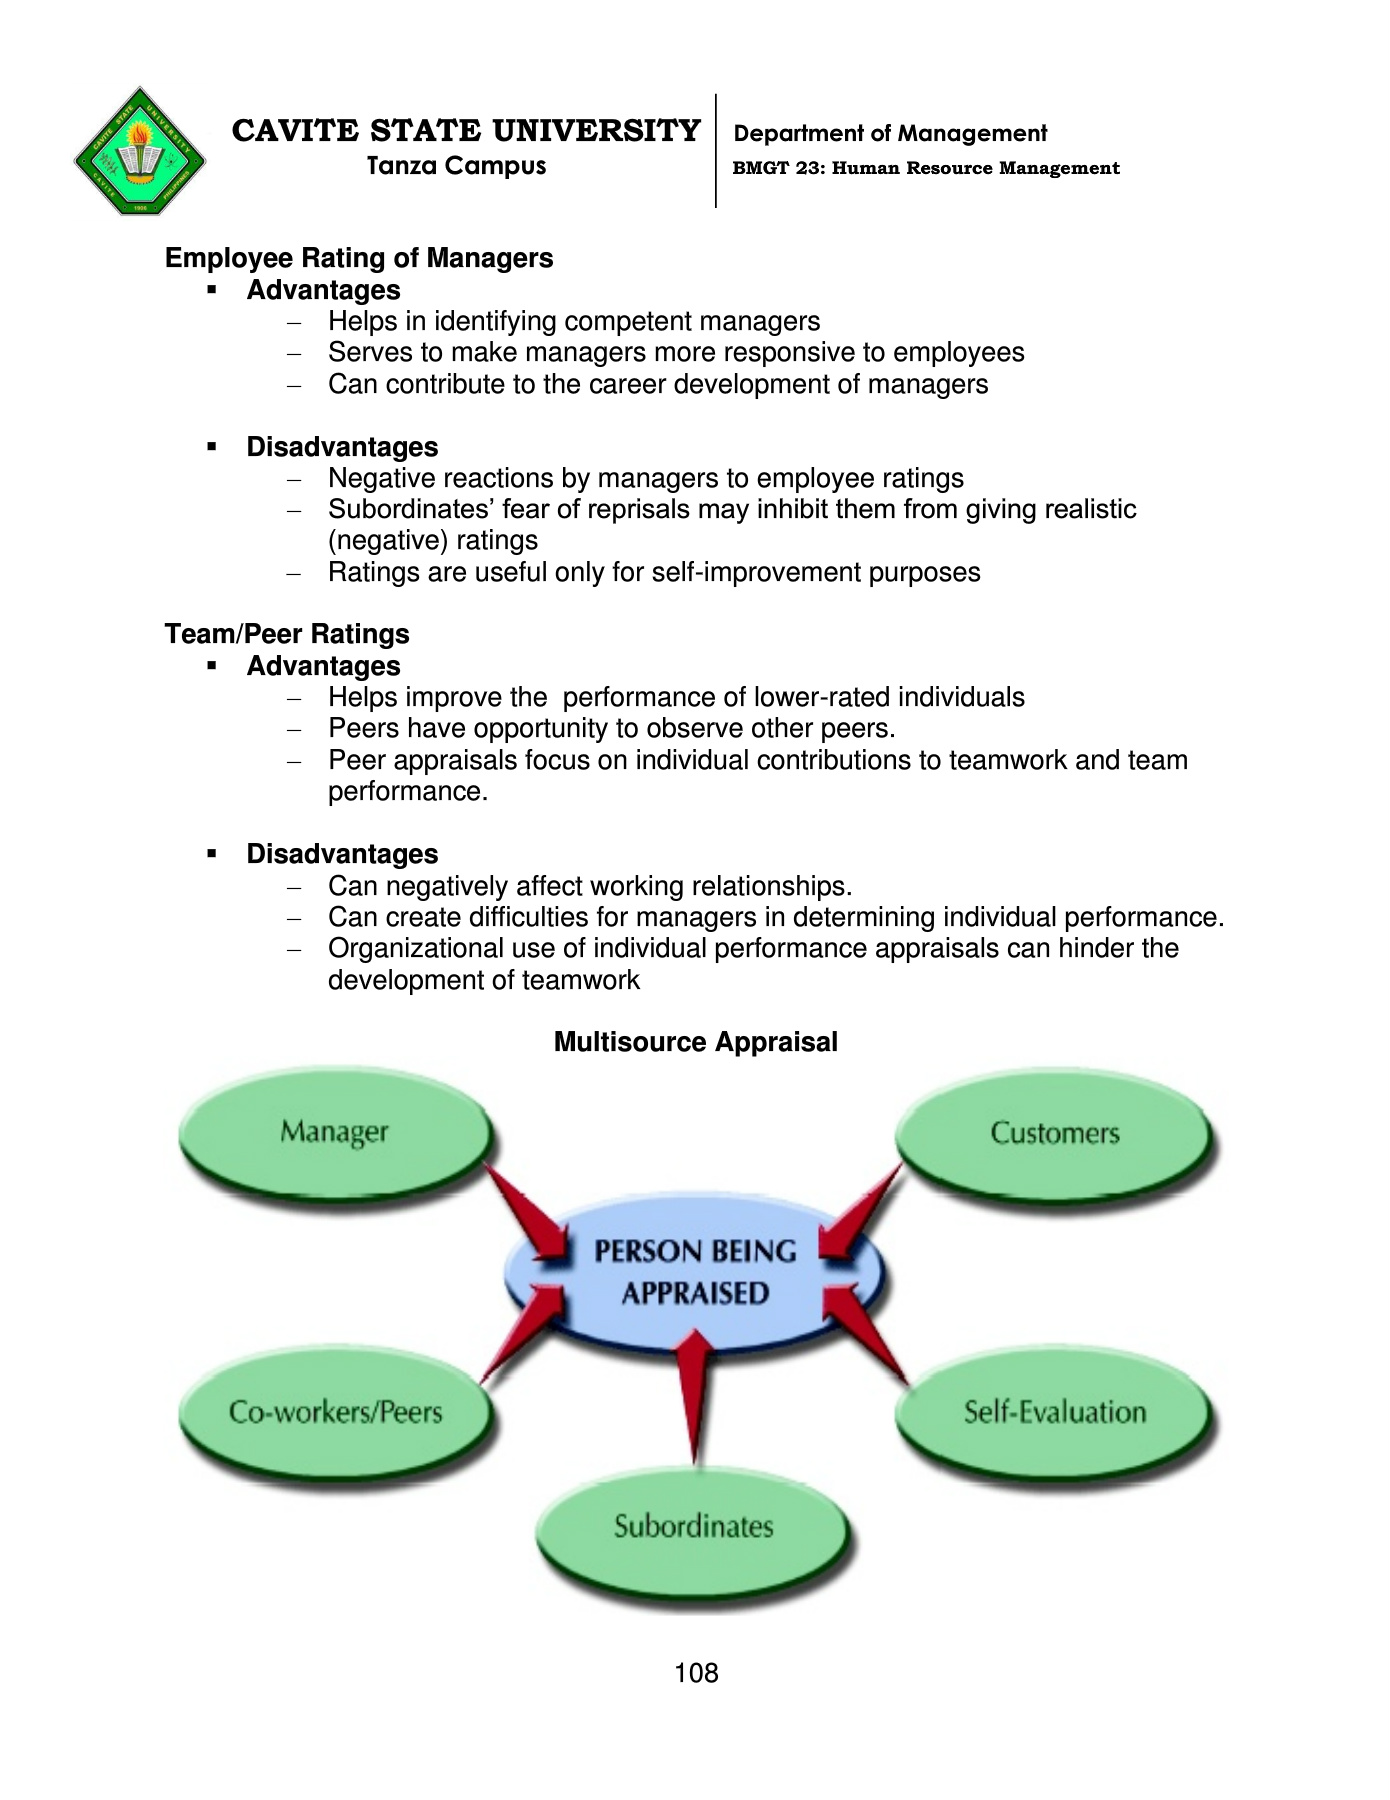 CAVITE STATE UNIVERSITY
Tanza Campus
Department of Management
BMGT 23: Human Resource Management
CAVITE STATE UNIVERSITY
CAVITE
PHILIPPINES
1906
Employee Rating of Managers
▪ Advantages
– Helps in identifying competent managers
– Serves to make managers more responsive to employees
– Can contribute to the career development of managers
▪ Disadvantages
– Negative reactions by managers to employee ratings
– Subordinates’ fear of reprisals may inhibit them from giving realistic
(negative) ratings
– Ratings are useful only for self-improvement purposes
Team/Peer Ratings
▪ Advantages
– Helps improve the  performance of lower-rated individuals
– Peers have opportunity to observe other peers.
– Peer appraisals focus on individual contributions to teamwork and team
performance.
▪ Disadvantages
– Can negatively affect working relationships.
– Can create difficulties for managers in determining individual performance.
– Organizational use of individual performance appraisals can hinder the
development of teamwork
Multisource Appraisal
Manager
Customers
PERSON BEING
APPRAISED
Co-workers/Peers
Self-Evaluation
Subordinates
108